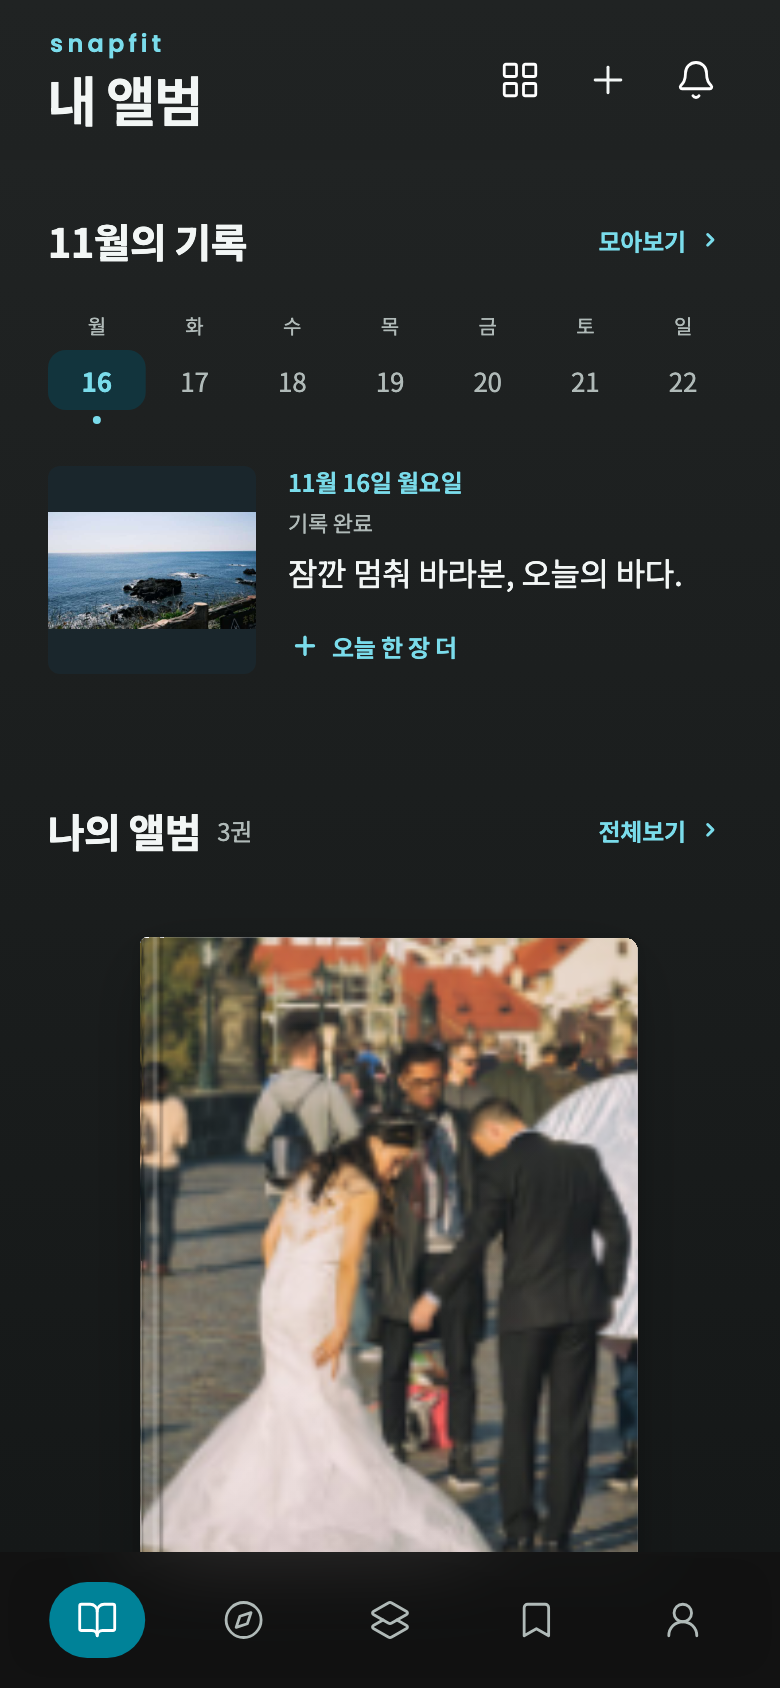 snapfit
내 앨범
11월의 기록
모아보기
월 화 수 목 금 토 일
16 17 18 19 20 21 22
11월 16일 월요일
기록 완료
잠깐 멈춰 바라본, 오늘의 바다.
오늘 한 장 더
나의 앨범 3권
전체보기